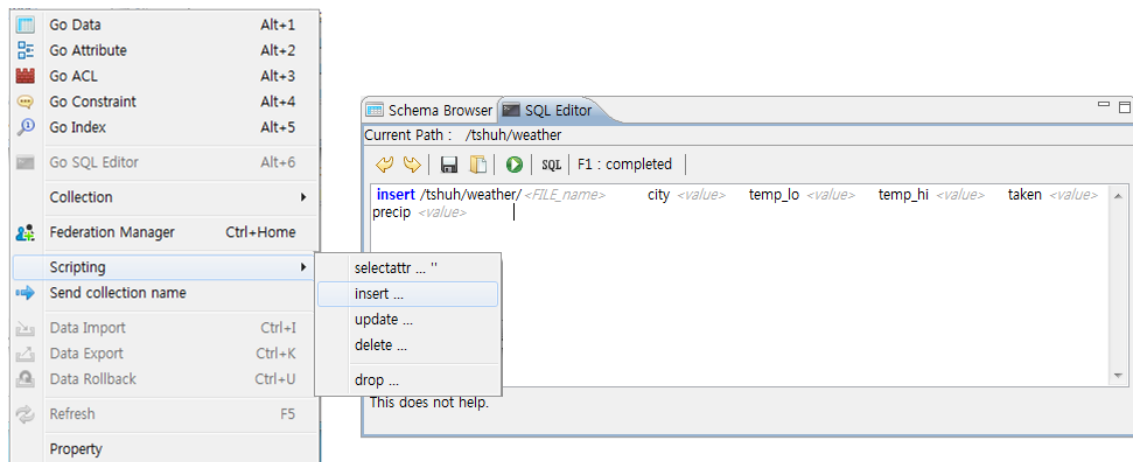 Go Data Alt+1
Go Attribute Alt+2
Go ACL Alt+3
Go Constraint Alt+4
Go Index Alt+5
Go SQL Editor Alt+6
Collection
Federation Manager Ctrl+Home
Scripting
Send collection name
Data Import Ctrl+I
Data Export Ctrl+K
Data Rollback Ctrl+U
Refresh F5
Property
selectattr ... "
insert ...
update ...
delete ...
drop ...
Schema Browser SQL Editor
Current Path : /tshuh/weather
SQL F1 : completed
insert /tshuh/weather/ <FILE_name> city <value> temp_lo <value> temp_hi <value> taken <value>
precip <value>
This does not help.